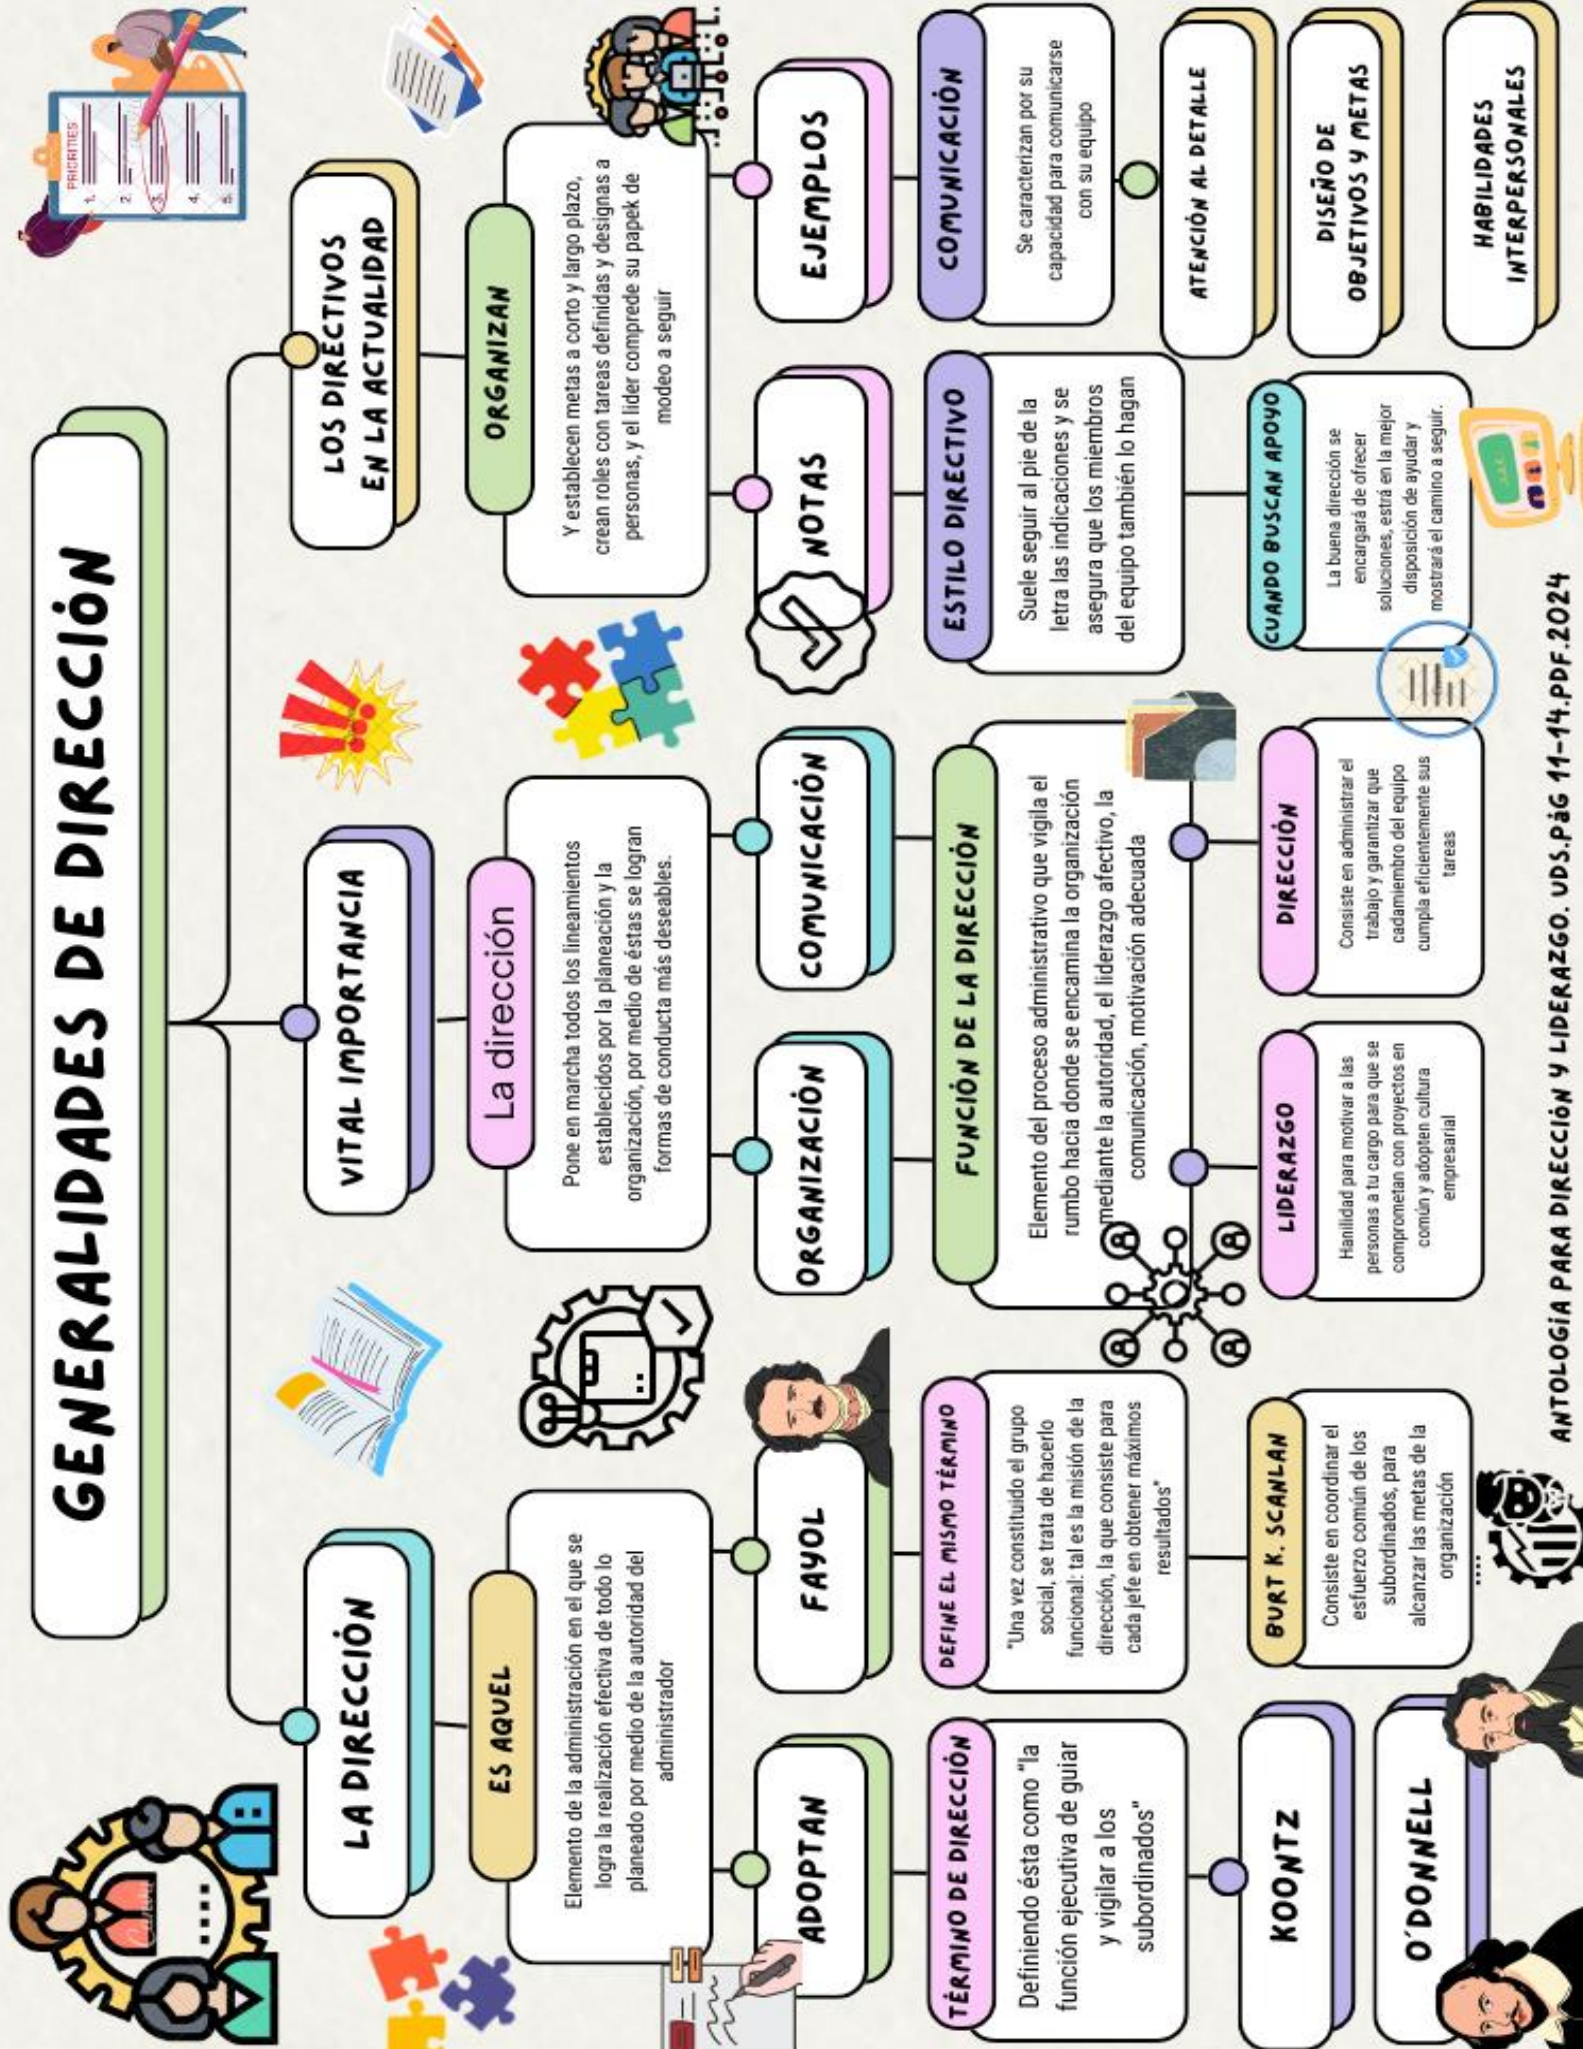 GENERALIDADES DE DIRECCIÓN
LA DIRECCIÓN
ES AQUEL
Elemento de la administración en el que se
logra la realización efectiva de todo lo
planeado por medio de la autoridad del
administrador
ADOPTAN
TÉRMINO DE DIRECCIÓN
Definiendo ésta como "la
función ejecutiva de guiar
y vigilar a los
subordinados"
KOONTZ
O´DONNELL
FAYOL
DEFINE EL MISMO TÉRMINO
"Una vez constituido el grupo
social, se trata de hacerlo
funcional: tal es la misión de la
dirección, la que consiste para
cada jefe en obtener máximos
resultados"
BURT K. SCANLAN
Consiste en coordinar el
esfuerzo común de los
subordinados, para
alcanzar las metas de la
organización
VITAL IMPORTANCIA
La dirección
Pone en marcha todos los lineamientos
establecidos por la planeación y la
organización, por medio de éstas se logran
formas de conducta más deseables.
ORGANIZACIÓN
COMUNICACIÓN
FUNCIÓN DE LA DIRECCIÓN
Elemento del proceso administrativo que vigila el
rumbo hacia donde se encamina la organización
mediante la autoridad, el liderazgo afectivo, la
comunicación, motivación adecuada
LIDERAZGO
Hanilidad para motivar a las
personas a tu cargo para que se
comprometan con proyectos en
común y adopten cultura
empresarial
DIRECCIÓN
Consiste en administrar el
trabajo y garantizar que
cadamiembro del equipo
cumpla eficientemente sus
tareas
LOS DIRECTIVOS
EN LA ACTUALIDAD
ORGANIZAN
Y establecen metas a corto y largo plazo,
crean roles con tareas definidas y designas a
personas, y el lider comprede su papek de
modeo a seguir
NOTAS
ESTILO DIRECTIVO
Suele seguir al pie de la
letra las indicaciones y se
asegura que los miembros
del equipo también lo hagan
CUANDO BUSCAN APOYO
La buena dirección se
encargará de ofrecer
soluciones, está en la mejor
disposición de ayudar y
mostrará el camino a seguir.
EJEMPLOS
COMUNICACIÓN
Se caracterizan por su
capacidad para comunicarse
con su equipo
ATENCIÓN AL DETALLE
DISEÑO DE
OBJETIVOS Y METAS
HABILIDADES
INTERPERSONALES
PRIORITIES
1.
2.
3.
4.
5.
Canva
ANTOLOGÍA PARA DIRECCIÓN Y LIDERAZGO. UDS.PÁG 11-14.PDF.2024